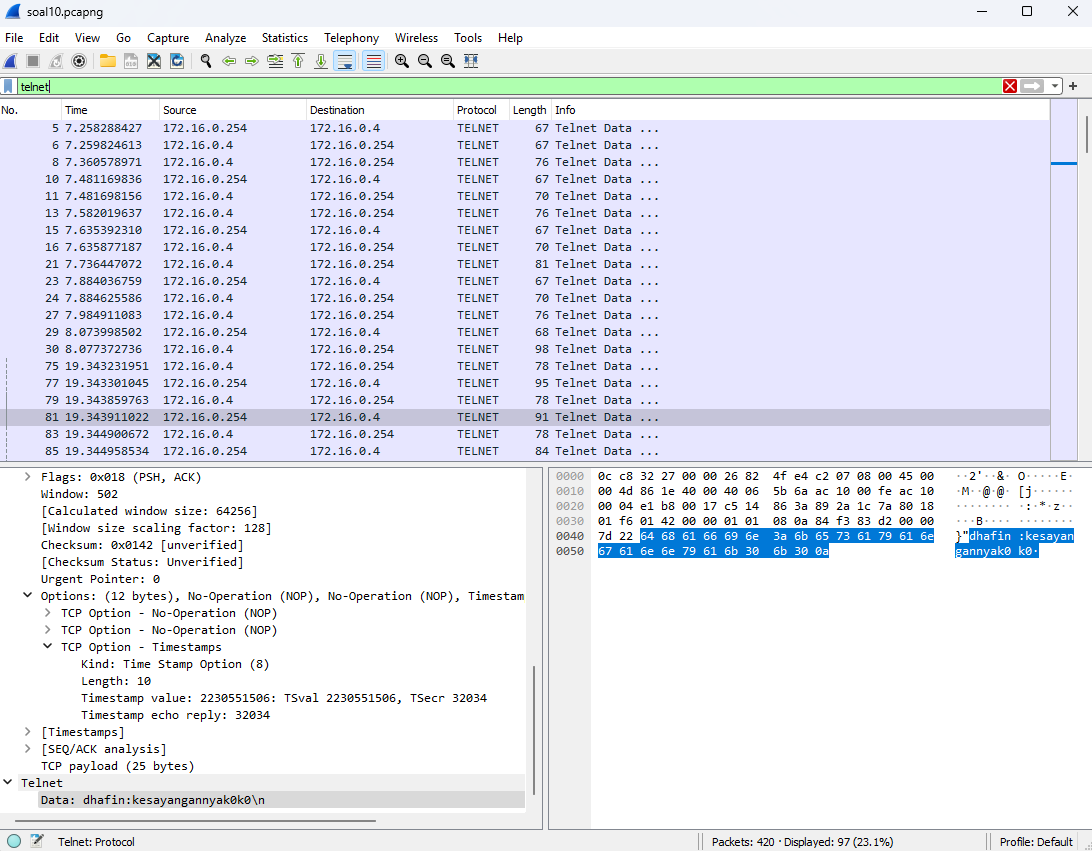 soal10.pcapng
File Edit View Go Capture Analyze Statistics Telephony Wireless Tools Help
telnet
No. Time Source Destination Protocol Length Info
5 7.258288427 172.16.0.254 172.16.0.4 TELNET 67 Telnet Data ...
6 7.259824613 172.16.0.4 172.16.0.254 TELNET 67 Telnet Data ...
8 7.360578971 172.16.0.4 172.16.0.254 TELNET 76 Telnet Data ...
10 7.481169836 172.16.0.254 172.16.0.4 TELNET 67 Telnet Data ...
11 7.481698156 172.16.0.4 172.16.0.254 TELNET 70 Telnet Data ...
13 7.582019637 172.16.0.4 172.16.0.254 TELNET 76 Telnet Data ...
15 7.635392310 172.16.0.254 172.16.0.4 TELNET 67 Telnet Data ...
16 7.635877187 172.16.0.4 172.16.0.254 TELNET 70 Telnet Data ...
21 7.736447072 172.16.0.4 172.16.0.254 TELNET 81 Telnet Data ...
23 7.884036759 172.16.0.254 172.16.0.4 TELNET 67 Telnet Data ...
24 7.884625586 172.16.0.4 172.16.0.254 TELNET 70 Telnet Data ...
27 7.984911083 172.16.0.4 172.16.0.254 TELNET 76 Telnet Data ...
29 8.073998502 172.16.0.254 172.16.0.4 TELNET 68 Telnet Data ...
30 8.077372736 172.16.0.4 172.16.0.254 TELNET 98 Telnet Data ...
75 19.343231951 172.16.0.4 172.16.0.254 TELNET 78 Telnet Data ...
77 19.343301045 172.16.0.254 172.16.0.4 TELNET 95 Telnet Data ...
79 19.343859763 172.16.0.4 172.16.0.254 TELNET 78 Telnet Data ...
81 19.343911022 172.16.0.254 172.16.0.4 TELNET 91 Telnet Data ...
83 19.344900672 172.16.0.4 172.16.0.254 TELNET 78 Telnet Data ...
85 19.344958534 172.16.0.254 172.16.0.4 TELNET 84 Telnet Data ...
Flags: 0x018 (PSH, ACK)
Window: 502
[Calculated window size: 64256]
[Window size scaling factor: 128]
Checksum: 0x0142 [unverified]
[Checksum Status: Unverified]
Urgent Pointer: 0
Options: (12 bytes), No-Operation (NOP), No-Operation (NOP), Timestam
TCP Option - No-Operation (NOP)
TCP Option - No-Operation (NOP)
TCP Option - Timestamps
Kind: Time Stamp Option (8)
Length: 10
Timestamp value: 2230551506: TSval 2230551506, TSecr 32034
Timestamp echo reply: 32034
[Timestamps]
[SEQ/ACK analysis]
TCP payload (25 bytes)
Telnet
Data: dhafin:kesayangannyak0k0\n
0000 0c c8 32 27 00 00 26 82 4f e4 c2 07 08 00 45 00 ··2'··&· O·····E·
0010 00 4d 86 1e 40 00 40 06 5b 6a ac 10 00 fe ac 10 ·M··@·@· [j······
0020 00 04 e1 b8 00 17 c5 14 86 3a 89 2a 1c 7a 80 18 ········ ·:·*·z··
0030 01 f6 01 42 00 00 01 01 08 0a 84 f3 83 d2 00 00 ···B···· ········
0040 7d 22 64 68 61 66 69 6e 3a 6b 65 73 61 79 61 6e }"dhafin :kesayan
0050 67 61 6e 6e 79 61 6b 30 6b 30 0a gannyak0 k0·
Telnet: Protocol
Packets: 420 · Displayed: 97 (23.1%)
Profile: Default